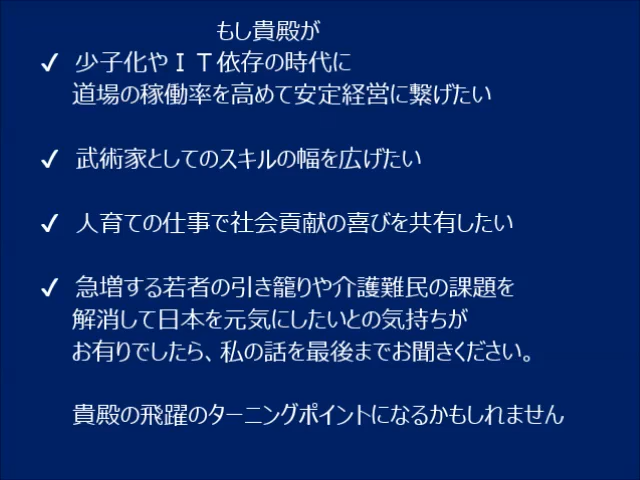 もし貴殿が
✓ 少子化やＩＴ依存の時代に
道場の稼働率を高めて安定経営に繋げたい
✓ 武術家としてのスキルの幅を広げたい
✓ 人育ての仕事で社会貢献の喜びを共有したい
✓ 急増する若者の引き籠りや介護難民の課題を
解消して日本を元気にしたいとの気持ちが
お有りでしたら、私の話を最後までお聞きください。
貴殿の飛躍のターニングポイントになるかもしれません